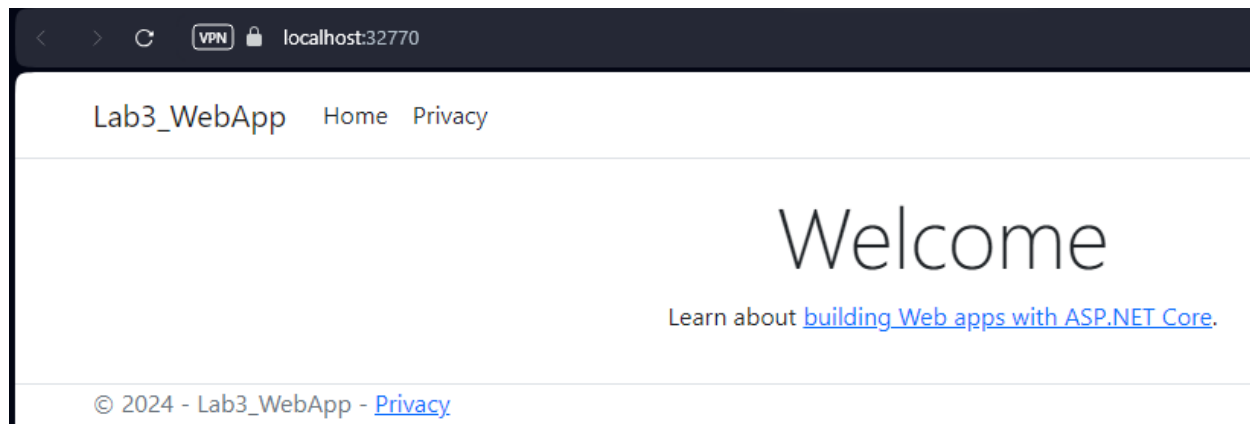 VPN localhost:32770
Lab3_WebApp Home Privacy
Welcome
Learn about building Web apps with ASP.NET Core.
© 2024 - Lab3_WebApp - Privacy